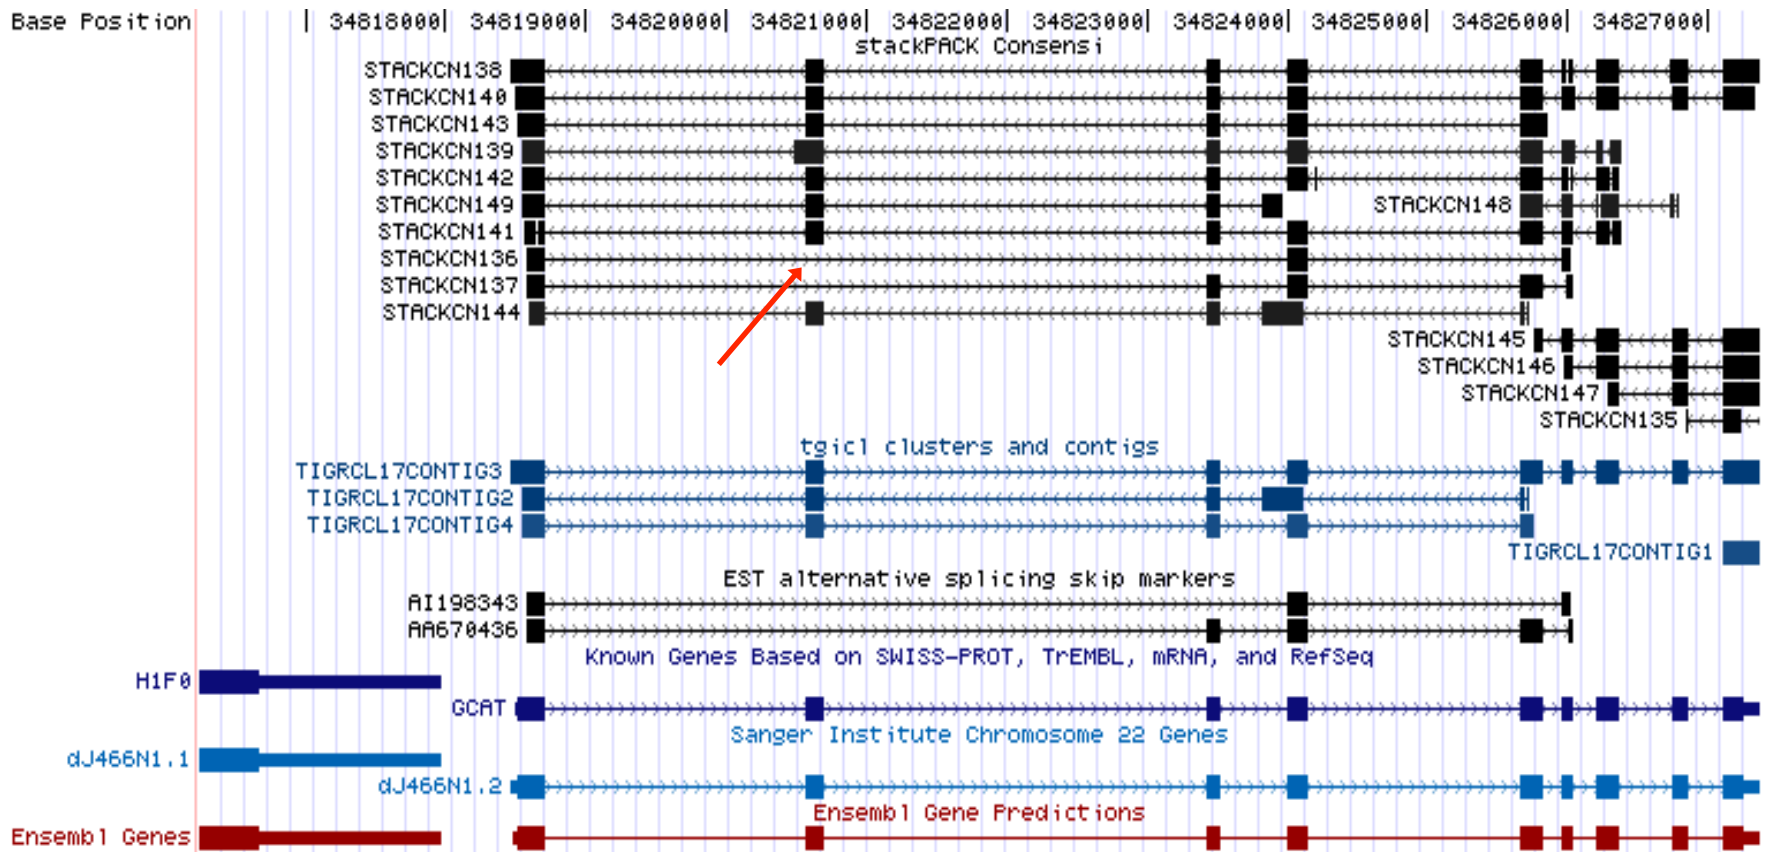 Base Position | 34818000| 34819000| 34820000| 34821000| 34822000| 34823000| 34824000| 34825000| 34826000| 34827000|
stackPACK Consensi
STACKCN138
STACKCN140
STACKCN143
STACKCN139
STACKCN142
STACKCN149 STACKCN148
STACKCN141
STACKCN136
STACKCN137
STACKCN144
STACKCN145
STACKCN146
STACKCN147
STACKCN135
tgicl clusters and contigs
TIGRCL17CONTIG3
TIGRCL17CONTIG2
TIGRCL17CONTIG4
TIGRCL17CONTIG1
EST alternative splicing skip markers
AI198343
AA670436
Known Genes Based on SWISS-PROT, TrEMBL, mRNA, and RefSeq
H1F0
GCAT
Sanger Institute Chromosome 22 Genes
dJ466N1.1
dJ466N1.2
Ensembl Gene Predictions
Ensembl Genes